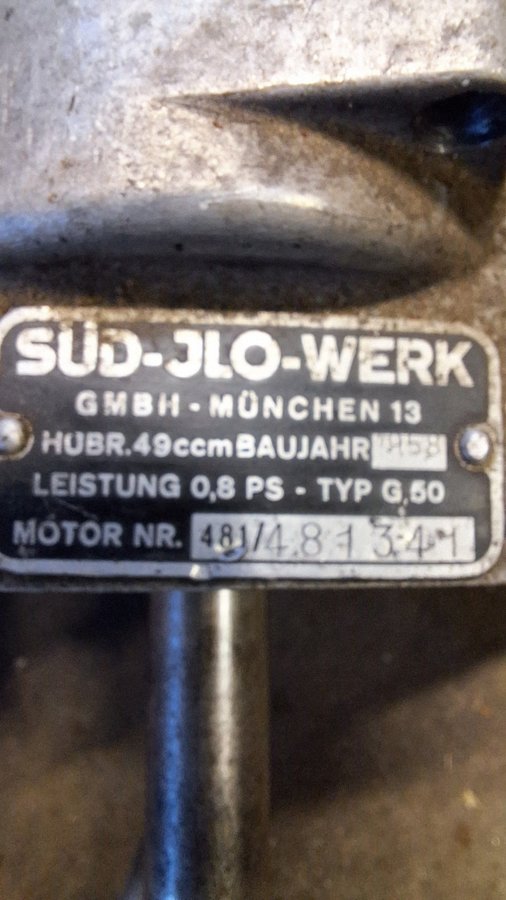 SÜD-JLO-WERK
GMBH - MÜNCHEN 13
HUBR. 49ccm BAUJAHR
LEISTUNG 0,8 PS - TYP G,50
MOTOR NR. 481/481341